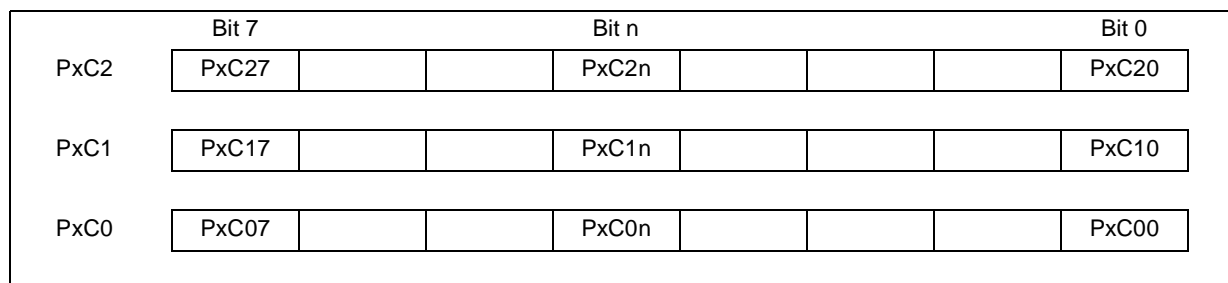 Bit 7 Bit n Bit 0
PxC2 PxC27 PxC2n PxC20
PxC1 PxC17 PxC1n PxC10
PxC0 PxC07 PxC0n PxC00